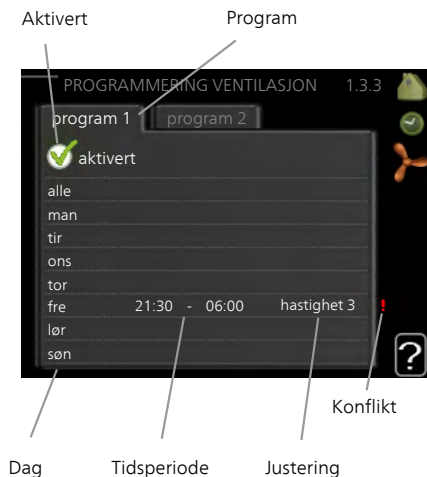 Aktivert Program
PROGRAMMERING VENTILASJON 1.3.3
program 1 program 2
aktivert
alle
man
tir
ons
tor
fre 21:30 - 06:00 hastighet 3 !
lør
søn
?
Konflikt
Dag Tidsperiode Justering